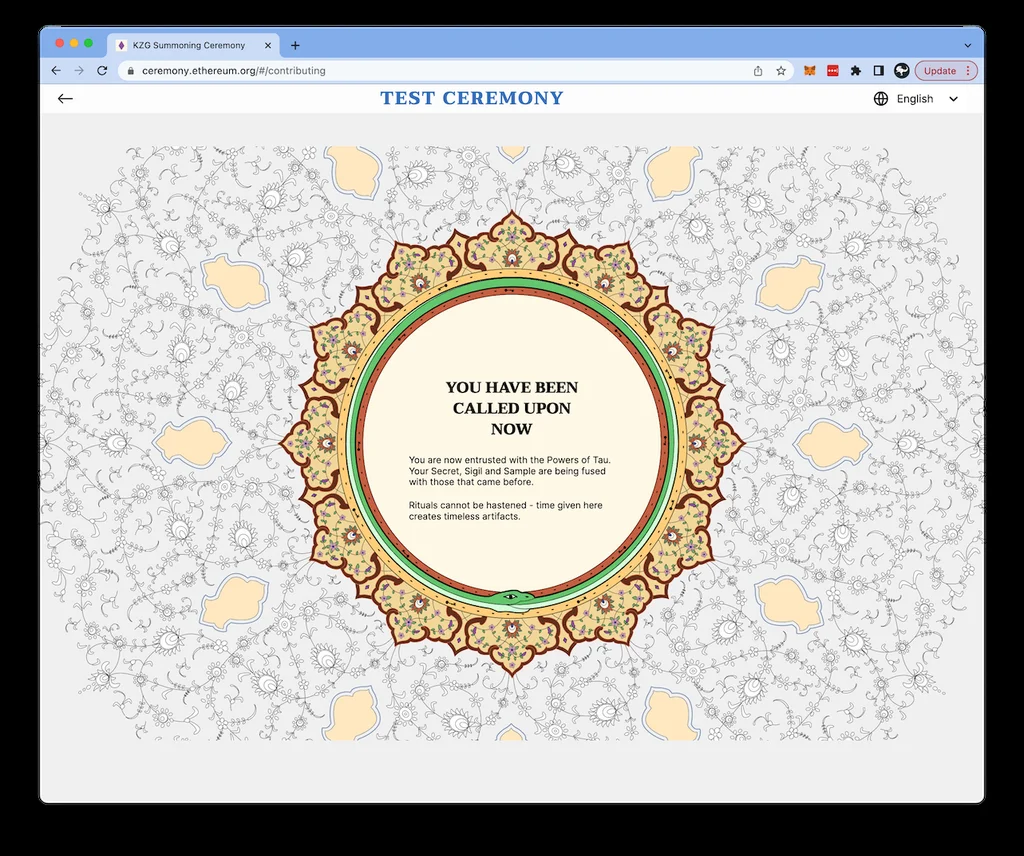 KZG Summoning Ceremony
ceremony.ethereum.org/#/contributing
Update
TEST CEREMONY
English
YOU HAVE BEEN
CALLED UPON
NOW
You are now entrusted with the Powers of Tau.
Your Secret, Sigil and Sample are being fused
with those that came before.
Rituals cannot be hastened - time given here
creates timeless artifacts.